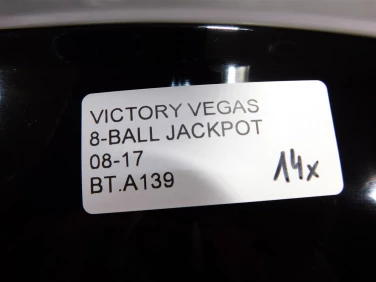 VICTORY VEGAS
8-BALL JACKPOT
08-17
BT.A139
14x